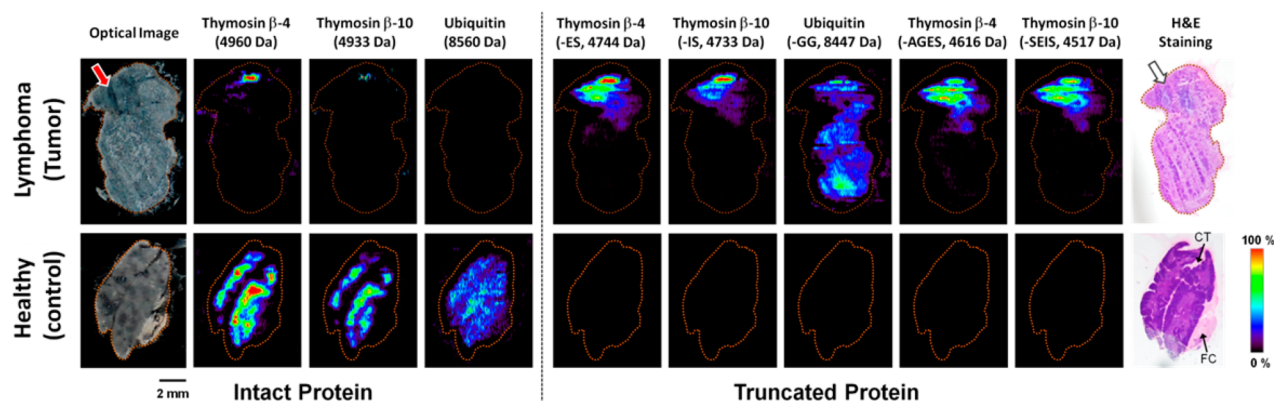 Optical Image
Thymosin β-4
(4960 Da)
Thymosin β-10
(4933 Da)
Ubiquitin
(8560 Da)
Thymosin β-4
(-ES, 4744 Da)
Thymosin β-10
(-IS, 4733 Da)
Ubiquitin
(-GG, 8447 Da)
Thymosin β-4
(-AGES, 4616 Da)
Thymosin β-10
(-SEIS, 4517 Da)
H&E
Staining
Lymphoma
(Tumor)
Healthy
(control)
CT
FC
100 %
0 %
2 mm
Intact Protein
Truncated Protein